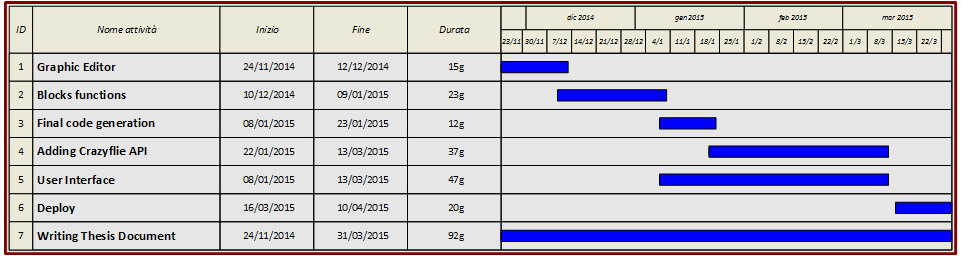 ID Nome attività Inizio Fine Durata dic 2014 gen 2015 feb 2015 mar 2015
23/11 30/11 7/12 14/12 21/12 28/12 4/1 11/1 18/1 25/1 1/2 8/2 15/2 22/2 1/3 8/3 15/3 22/3
1 Graphic Editor 24/11/2014 12/12/2014 15g
2 Blocks functions 10/12/2014 09/01/2015 23g
3 Final code generation 08/01/2015 23/01/2015 12g
4 Adding Crazyflie API 22/01/2015 13/03/2015 37g
5 User Interface 08/01/2015 13/03/2015 47g
6 Deploy 16/03/2015 10/04/2015 20g
7 Writing Thesis Document 24/11/2014 31/03/2015 92g